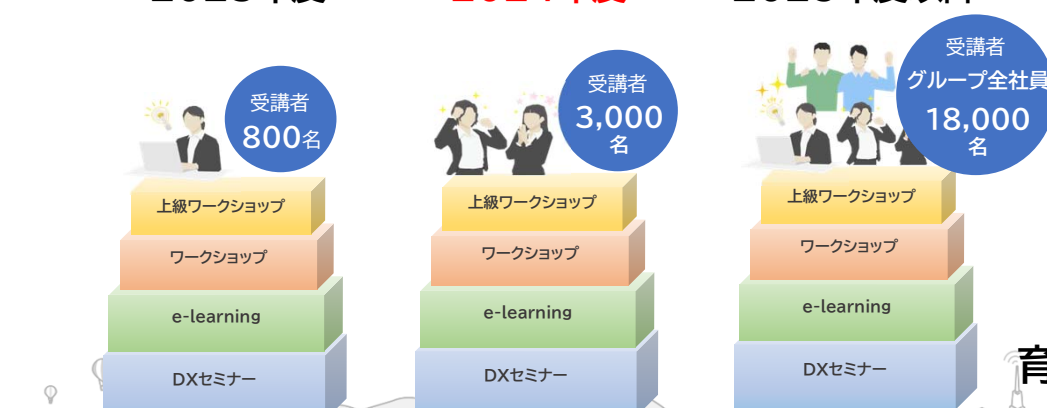 受講者
800名
上級ワークショップ
ワークショップ
e-learning
DXセミナー
受講者
3,000
名
上級ワークショップ
ワークショップ
e-learning
DXセミナー
受講者
グループ全社員
18,000
名
上級ワークショップ
ワークショップ
e-learning
DXセミナー
育